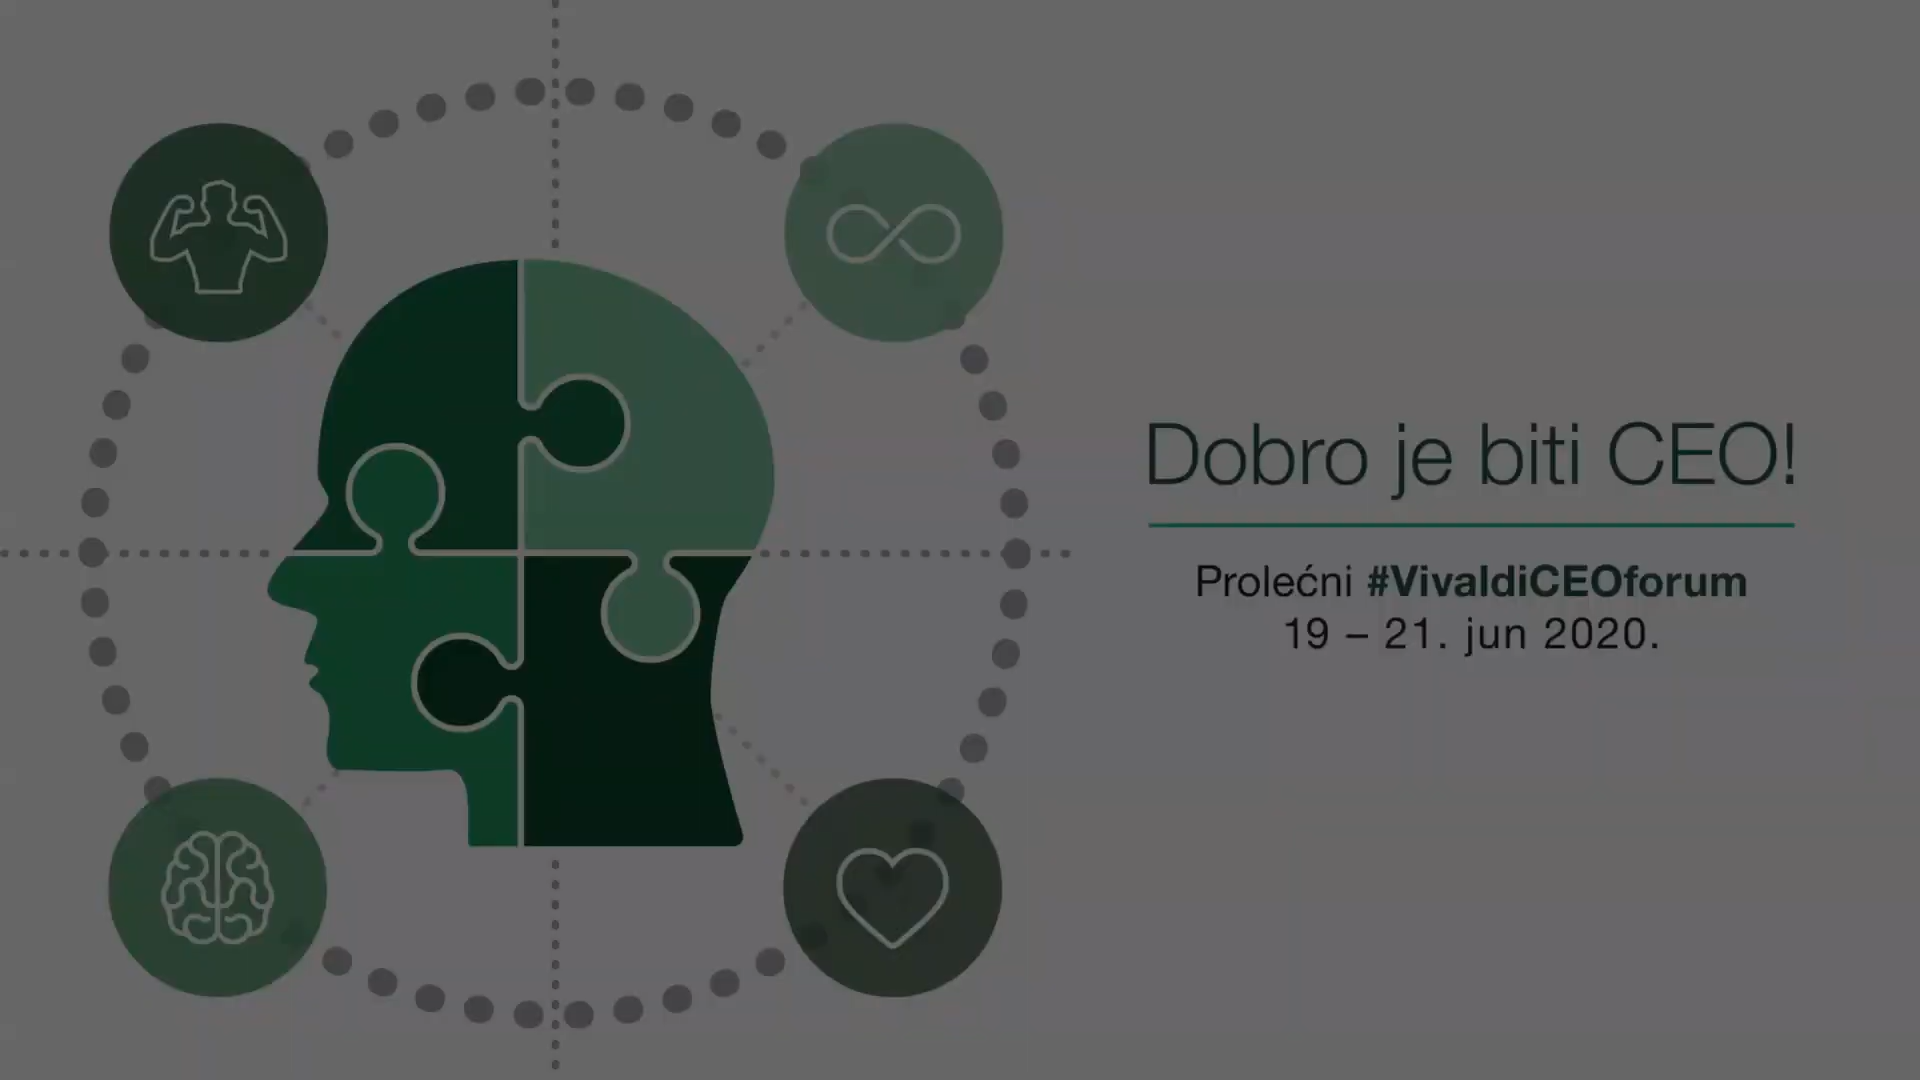 Dobro je biti CEO!
Prolećni #VivaldiCEOforum
19 – 21. jun 2020.